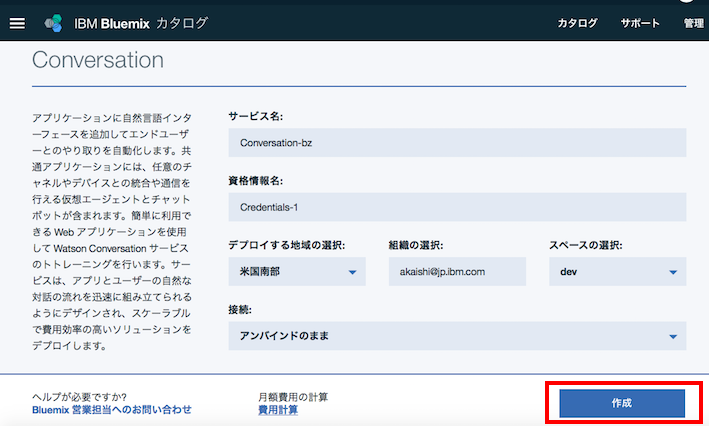 IBM Bluemix カタログ
カタログ
サポート
管理
Conversation
アプリケーションに自然言語インタ
ーフェースを追加してエンドユーザ
ーとのやり取りを自動化します。共
通アプリケーションには、任意のチ
ャネルやデバイスとの統合や通信を
行える仮想エージェントとチャット
ボットが含まれます。簡単に利用で
きる Web アプリケーションを使用
して Watson Conversation サービス
のトトレーニングを行います。サー
ビスは、アプリとユーザーの自然な
対話の流れを迅速に組み立てられる
ようにデザインされ、スケーラブル
で費用効率の高いソリューションを
デプロイします。
サービス名:
Conversation-bz
資格情報名:
Credentials-1
デプロイする地域の選択:
米国南部
組織の選択:
akaishi@jp.ibm.com
スペースの選択:
dev
接続:
アンバインドのまま
ヘルプが必要ですか?
Bluemix 営業担当へのお問い合わせ
月額費用の計算
費用計算
作成